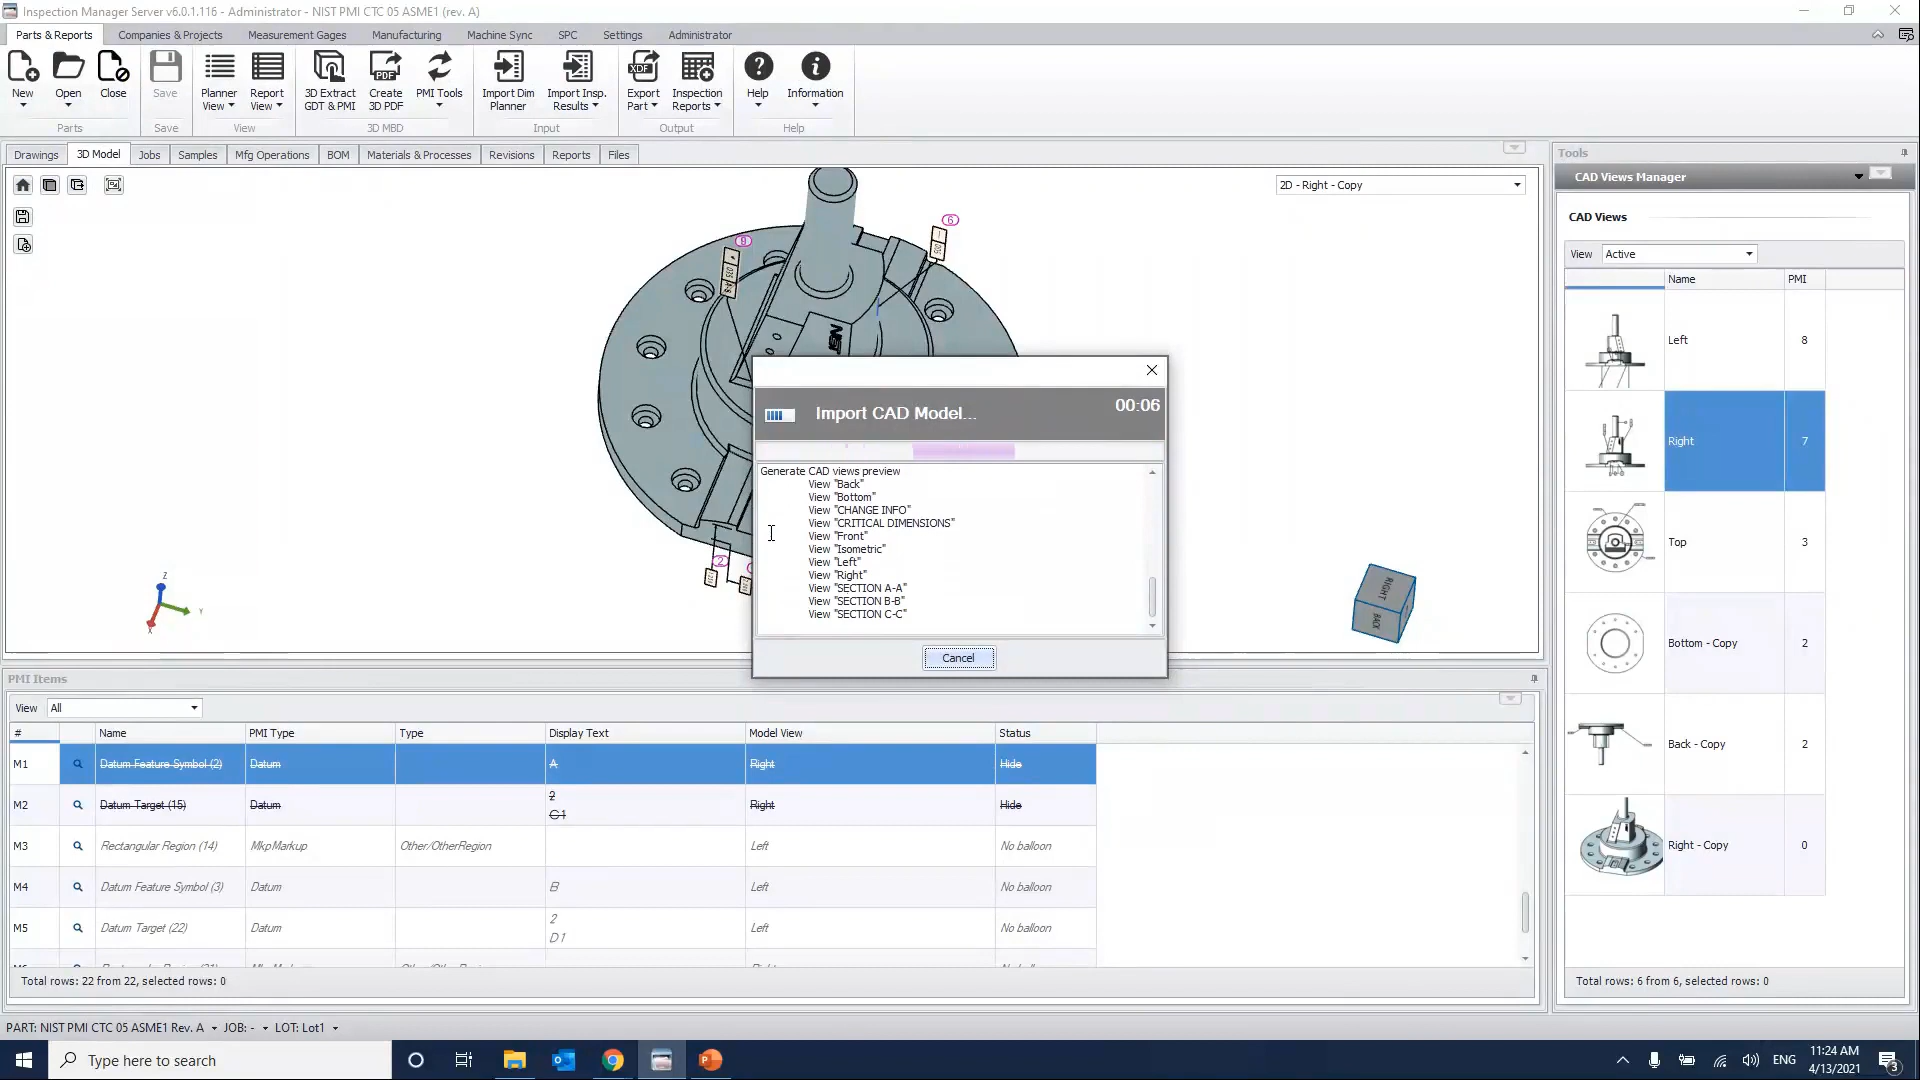 Inspection Manager Server v6.0.1.116 - Administrator - NIST PMI CTC 05 ASME1 (rev. A)
Parts & Reports Companies & Projects Measurement Gages Manufacturing Machine Sync SPC Settings Administrator
New Open Close Save Planner View Report View 3D Extract GDT & PMI Create 3D PDF PMI Tools Import Dim Planner Import Insp. Results Export Part Inspection Reports Help Information
Parts Save View 3D MBD Input Output Help
Drawings 3D Model Jobs Samples Mfg Operations BOM Materials & Processes Revisions Reports Files
2D - Right - Copy
8
6
2
NIST
Z
Y
X
RIGHT
BACK
Import CAD Model...
00:06
Generate CAD views preview
View "Back"
View "Bottom"
View "CHANGE INFO"
View "CRITICAL DIMENSIONS"
View "Front"
View "Isometric"
View "Left"
View "Right"
View "SECTION A-A"
View "SECTION B-B"
View "SECTION C-C"
Cancel
Tools
CAD Views Manager
CAD Views
View Active
Name PMI
Left 8
Right 7
Top 3
Bottom - Copy 2
Back - Copy 2
Right - Copy 0
Total rows: 6 from 6, selected rows: 0
PMI Items
View All
# Name PMI Type Type Display Text Model View Status
M1 Datum Feature Symbol (2) Datum A Right Hide
M2 Datum Target (15) Datum 2 C1 Right Hide
M3 Rectangular Region (14) MkpMarkup Other/OtherRegion Left No balloon
M4 Datum Feature Symbol (3) Datum B Left No balloon
M5 Datum Target (22) Datum 2 D1 Left No balloon
Total rows: 22 from 22, selected rows: 0
PART: NIST PMI CTC 05 ASME1 Rev. A JOB: - LOT: Lot1
Type here to search
ENG
11:24 AM
4/13/2021
3